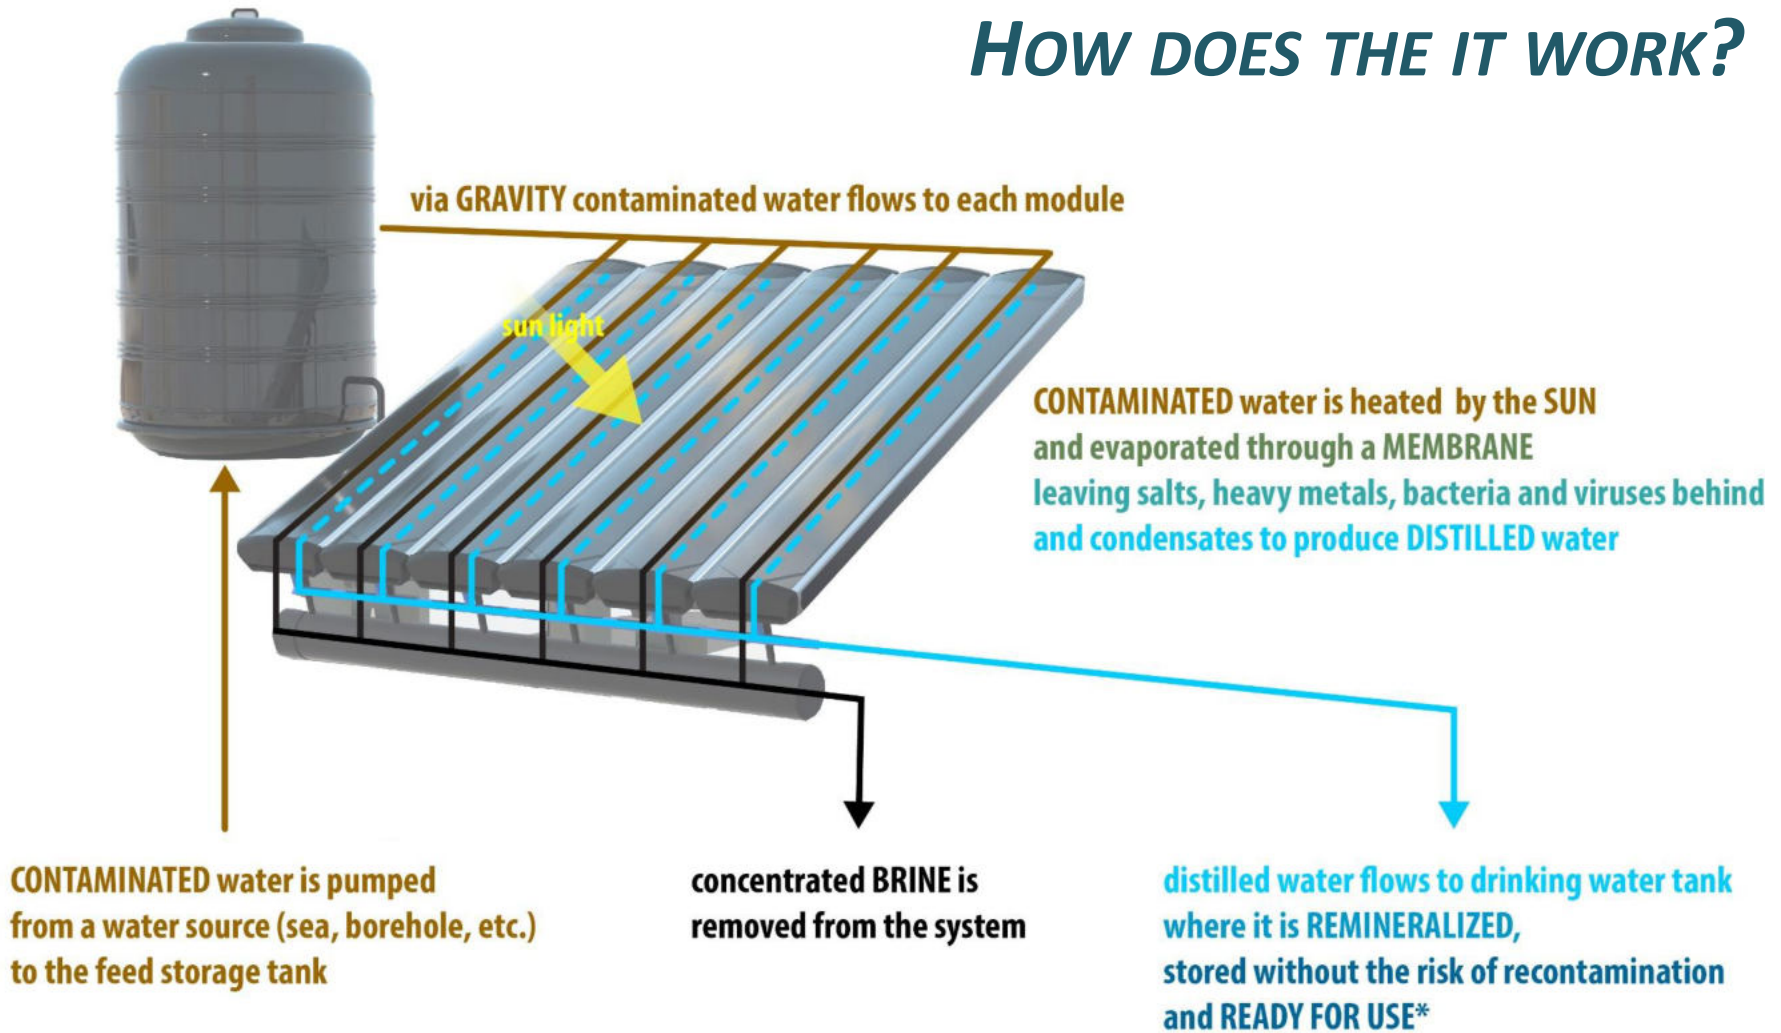 HOW DOES THE IT WORK?
via GRAVITY contaminated water flows to each module
sun light
CONTAMINATED water is heated by the SUN
and evaporated through a MEMBRANE
leaving salts, heavy metals, bacteria and viruses behind
and condensates to produce DISTILLED water
CONTAMINATED water is pumped
from a water source (sea, borehole, etc.)
to the feed storage tank
concentrated BRINE is
removed from the system
distilled water flows to drinking water tank
where it is REMINERALIZED,
stored without the risk of recontamination
and READY FOR USE*